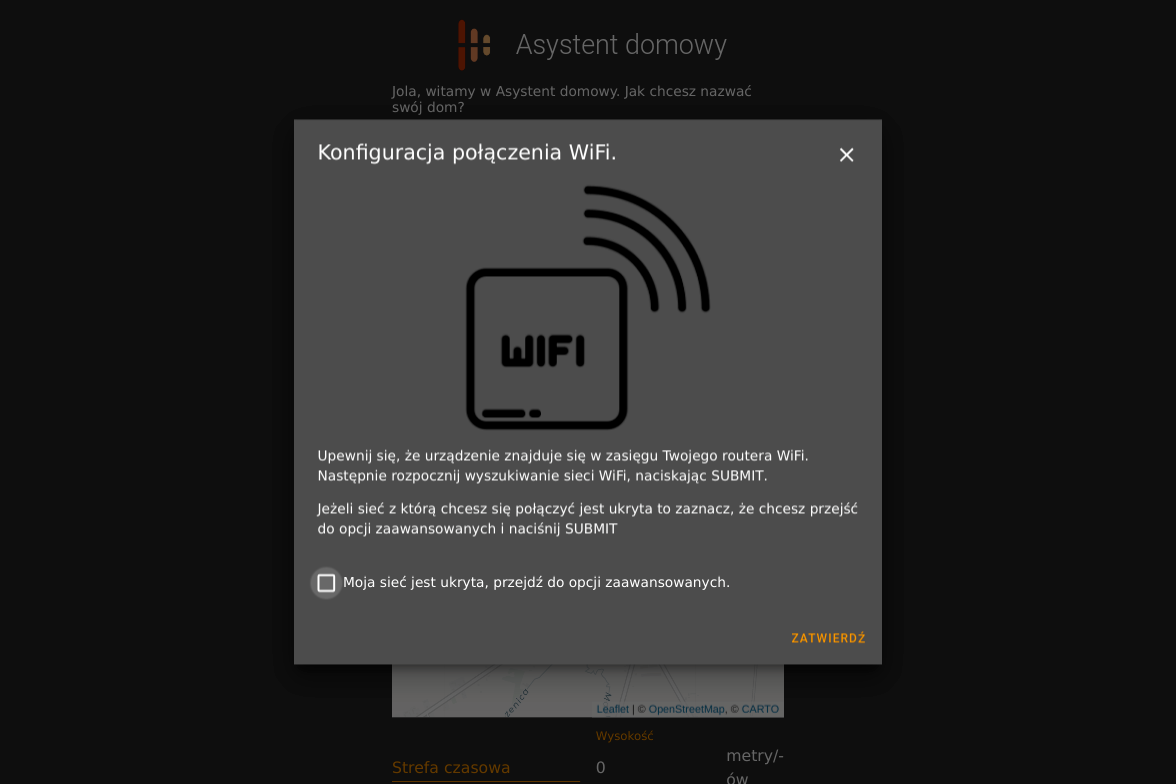 Asystent domowy
Jola, witamy w Asystent domowy. Jak chcesz nazwać
swój dom?
Konfiguracja połączenia WiFi.
WIFI
Upewnij się, że urządzenie znajduje się w zasięgu Twojego routera WiFi.
Następnie rozpocznij wyszukiwanie sieci WiFi, naciskając SUBMIT.
Jeżeli sieć z którą chcesz się połączyć jest ukryta to zaznacz, że chcesz przejść
do opcji zaawansowanych i naciśnij SUBMIT
Moja sieć jest ukryta, przejdź do opcji zaawansowanych.
ZATWIERDŹ
zenica
M
Leaflet | © OpenStreetMap, © CARTO
Wysokość
Strefa czasowa
0
metry/-
ów